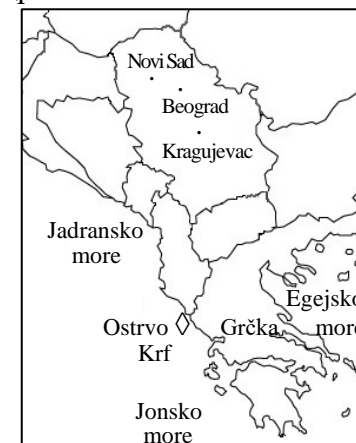 Novi Sad
Beograd
Kragujevac
Jadransko
more
Egejsko
more
Ostrvo
Krf
Grčka
Jonsko
more